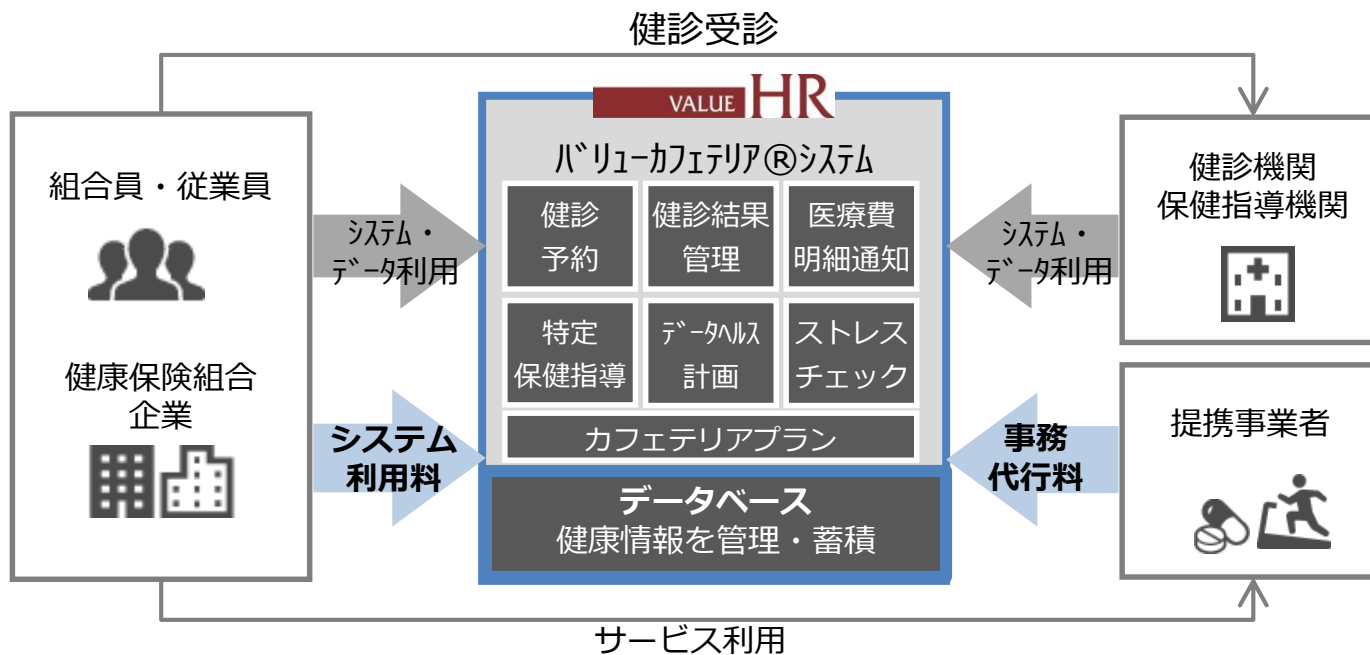 健診受診
VALUE HR
バリューカフェテリア®システム
組合員・従業員
健康保険組合
企業
システム・
データ利用
システム
利用料
健診
予約
健診結果
管理
医療費
明細通知
特定
保健指導
データヘルス
計画
ストレス
チェック
カフェテリアプラン
データベース
健康情報を管理・蓄積
システム・
データ利用
事務
代行料
健診機関
保健指導機関
提携事業者
サービス利用